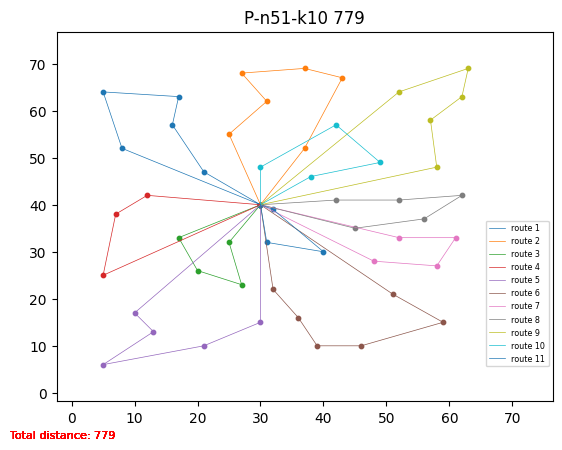 P-n51-k10 779
70
60
50
40
30
20
10
0
0 10 20 30 40 50 60 70
route 1
route 2
route 3
route 4
route 5
route 6
route 7
route 8
route 9
route 10
route 11
Total distance: 779